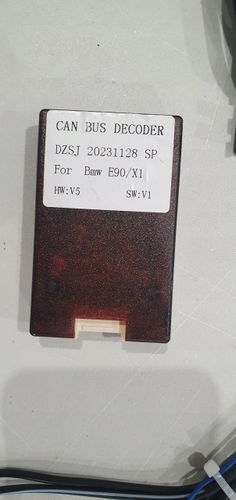 CAN BUS DECODER
DZSJ 20231128 SP
For Bmw E90/X1
HW:V5 SW:V1